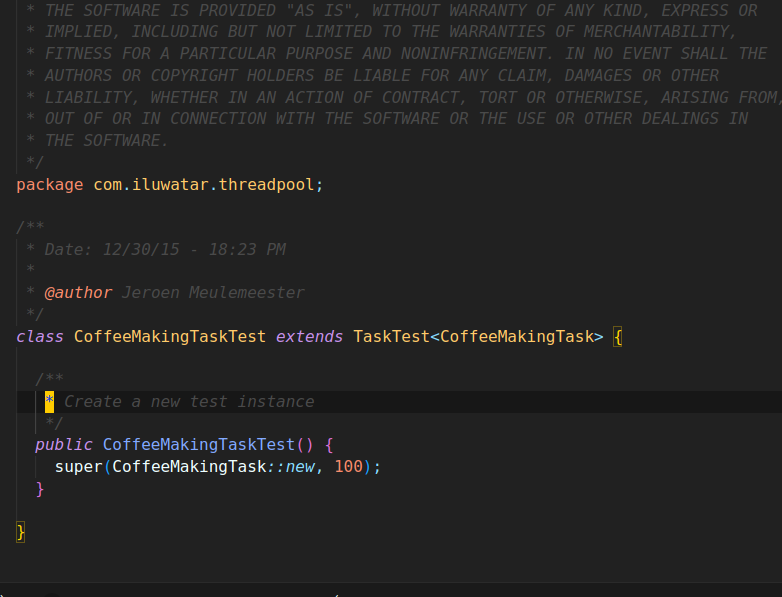 * THE SOFTWARE IS PROVIDED "AS IS", WITHOUT WARRANTY OF ANY KIND, EXPRESS OR
* IMPLIED, INCLUDING BUT NOT LIMITED TO THE WARRANTIES OF MERCHANTABILITY,
* FITNESS FOR A PARTICULAR PURPOSE AND NONINFRINGEMENT. IN NO EVENT SHALL THE
* AUTHORS OR COPYRIGHT HOLDERS BE LIABLE FOR ANY CLAIM, DAMAGES OR OTHER
* LIABILITY, WHETHER IN AN ACTION OF CONTRACT, TORT OR OTHERWISE, ARISING FROM,
* OUT OF OR IN CONNECTION WITH THE SOFTWARE OR THE USE OR OTHER DEALINGS IN
* THE SOFTWARE.
*/
package com.iluwatar.threadpool;
/**
* Date: 12/30/15 - 18:23 PM
*
* @author Jeroen Meulemeester
*/
class CoffeeMakingTaskTest extends TaskTest<CoffeeMakingTask> {
/**
* Create a new test instance
*/
public CoffeeMakingTaskTest() {
super(CoffeeMakingTask::new, 100);
}
}